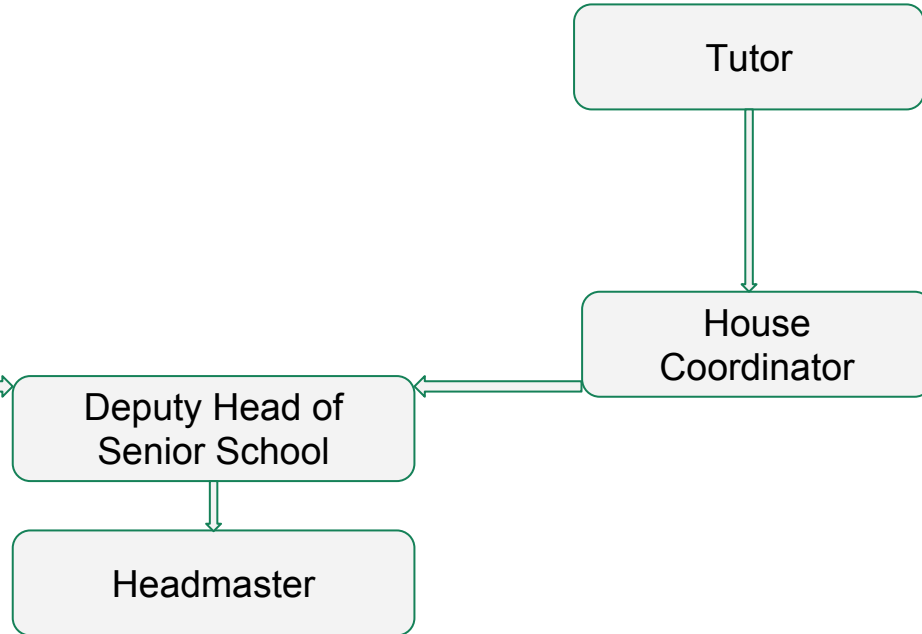 Tutor
House
Coordinator
Deputy Head of
Senior School
Headmaster